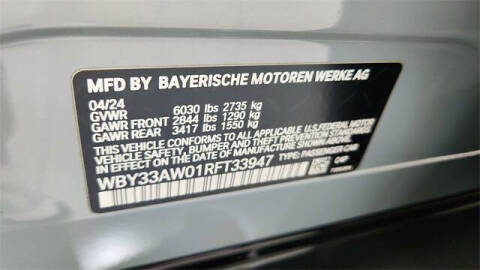 MFD BY BAYERISCHE MOTOREN WERKE AG
04/24
GVWR 6030 lbs 2735 kg
GAWR FRONT 2844 lbs 1290 kg
GAWR REAR 3417 lbs 1550 kg
THIS VEHICLE CONFORMS TO ALL APPLICABLE U.S. FEDERAL MOTOR
VEHICLE SAFETY, BUMPER AND THEFT PREVENTION STANDARDS
IN EFFECT ON THE DATE OF MANUFACTURE SHOWN ABOVE.
WBY33AW01RFT33947 TYPE: PASSENGER CAR